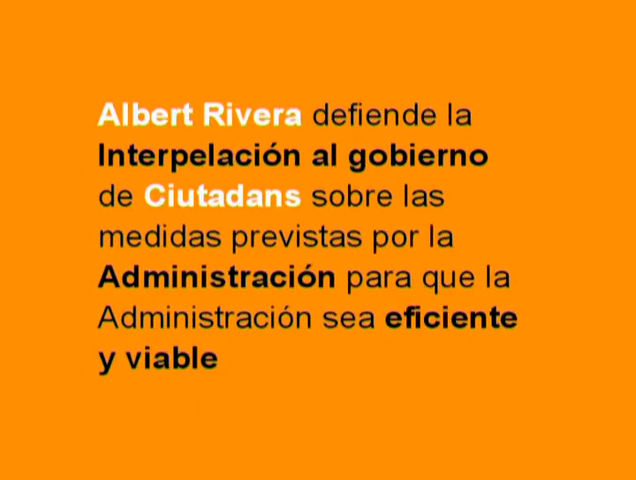 Albert Rivera defiende la
Interpelación al gobierno
de Ciutadans sobre las
medidas previstas por la
Administración para que la
Administración sea eficiente
y viable